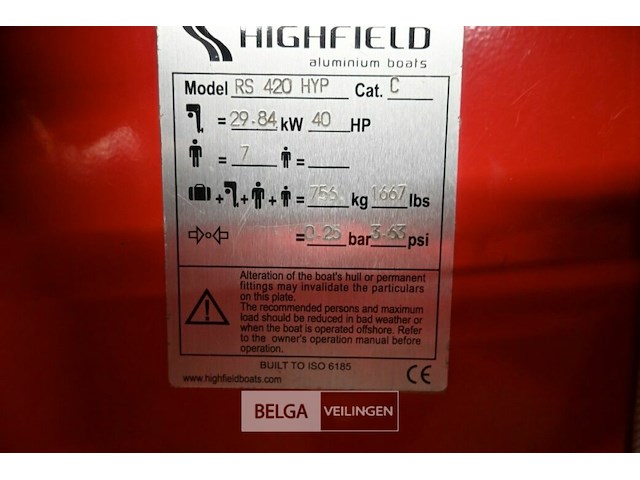 HIGHFIELD
aluminium boats
Model RS 420 HYP Cat. C
= 29.84 kW 40 HP
= 7 =
+ + + = 756 kg 1667 lbs
= 0.25 bar 3.63 psi
Alteration of the boat's hull or permanent
fittings may invalidate the particulars
on this plate.
The recommended persons and maximum
load should be reduced in bad weather or
when the boat is operated offshore. Refer
to the owner's operation manual before
operation.
BUILT TO ISO 6185
www.highfieldboats.com CE
BELGA VEILINGEN